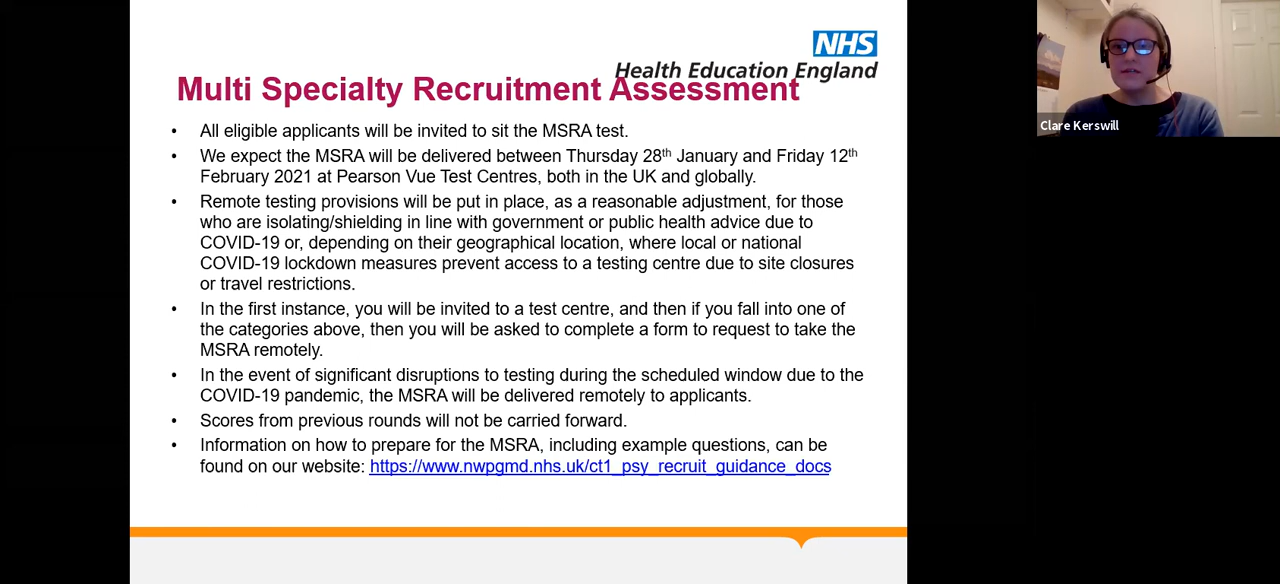 NHS
Health Education England
Multi Specialty Recruitment Assessment
• All eligible applicants will be invited to sit the MSRA test.
• We expect the MSRA will be delivered between Thursday 28th January and Friday 12th
February 2021 at Pearson Vue Test Centres, both in the UK and globally.
• Remote testing provisions will be put in place, as a reasonable adjustment, for those
who are isolating/shielding in line with government or public health advice due to
COVID-19 or, depending on their geographical location, where local or national
COVID-19 lockdown measures prevent access to a testing centre due to site closures
or travel restrictions.
• In the first instance, you will be invited to a test centre, and then if you fall into one of
the categories above, then you will be asked to complete a form to request to take the
MSRA remotely.
• In the event of significant disruptions to testing during the scheduled window due to the
COVID-19 pandemic, the MSRA will be delivered remotely to applicants.
• Scores from previous rounds will not be carried forward.
• Information on how to prepare for the MSRA, including example questions, can be
found on our website: https://www.nwpgmd.nhs.uk/ct1_psy_recruit_guidance_docs
Clare Kerswill